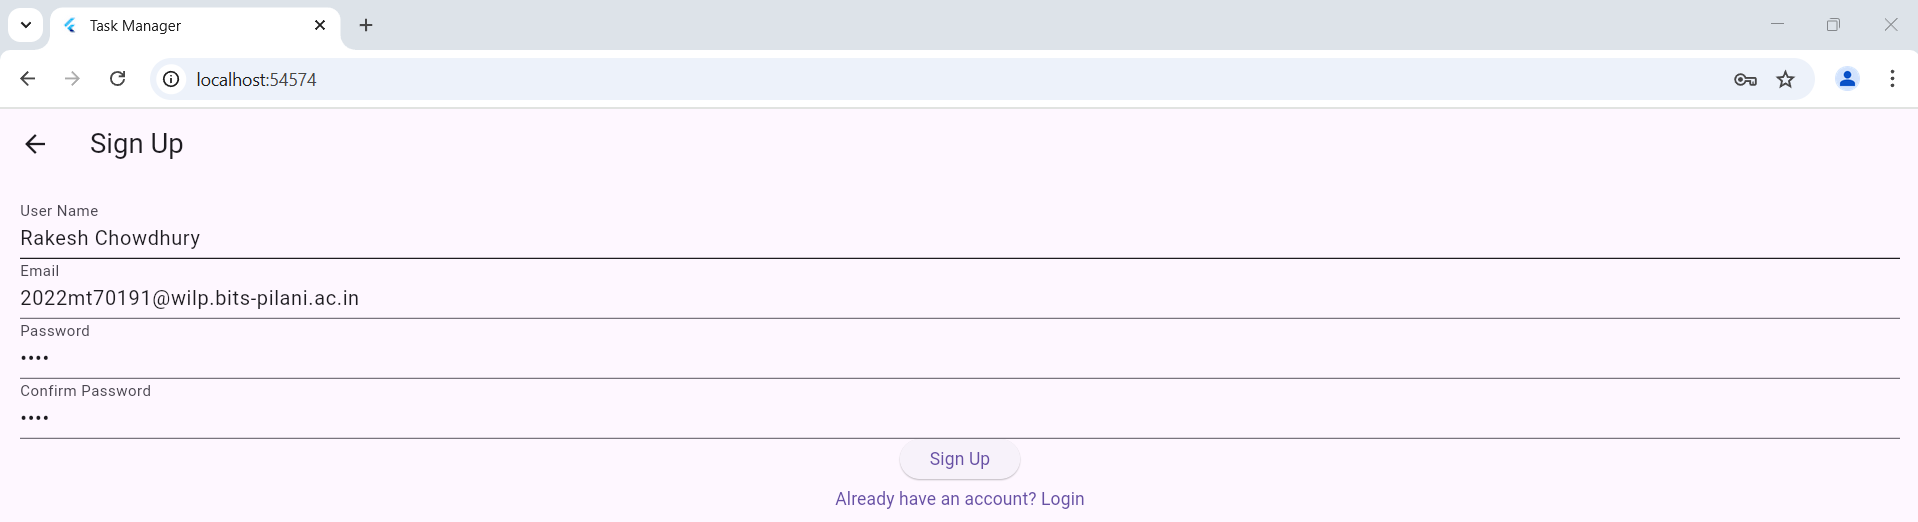 Task Manager
localhost:54574
Sign Up
User Name
Rakesh Chowdhury
Email
2022mt70191@wilp.bits-pilani.ac.in
Password
••••
Confirm Password
••••
Sign Up
Already have an account? Login